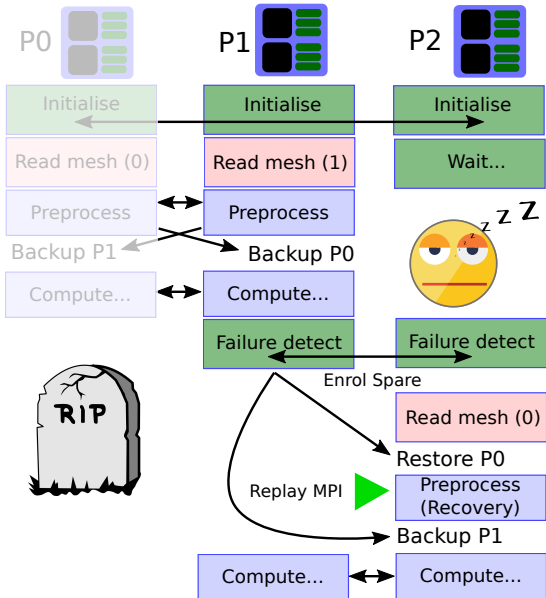 P0
P1
P2
Initialise
Initialise
Initialise
Read mesh (0)
Read mesh (1)
Wait...
Preprocess
Preprocess
z z z z z
Backup P1
Backup P0
Compute...
Compute...
Failure detect
Failure detect
Enrol Spare
RIP
Read mesh (0)
Restore P0
Replay MPI
Preprocess
(Recovery)
Backup P1
Compute...
Compute...